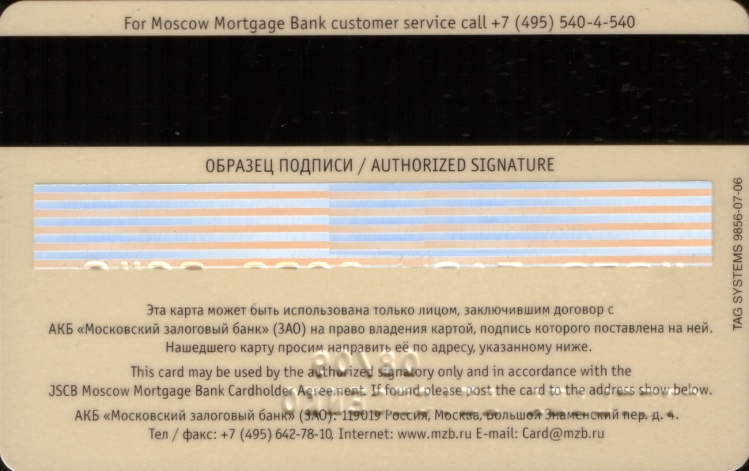 For Moscow Mortgage Bank customer service call +7 (495) 540-4-540
ОБРАЗЕЦ ПОДПИСИ / AUTHORIZED SIGNATURE
TAG SYSTEMS 9856-07-06
Эта карта может быть использована только лицом, заключившим договор с
АКБ «Московский залоговый банк» (ЗАО) на право владения картой, подпись которого поставлена на ней.
Нашедшего карту просим направить её по адресу, указанному ниже.
This card may be used by the authorized signatory only and in accordance with the
JSCB Moscow Mortgage Bank Cardholder Agreement. If found please post the card to the address show below.
АКБ «Московский залоговый банк» (ЗАО): 119019 Россия, Москва, Большой Знаменский пер. д. 4.
Тел / факс: +7 (495) 642-78-10, Internet: www.mzb.ru E-mail: Card@mzb.ru